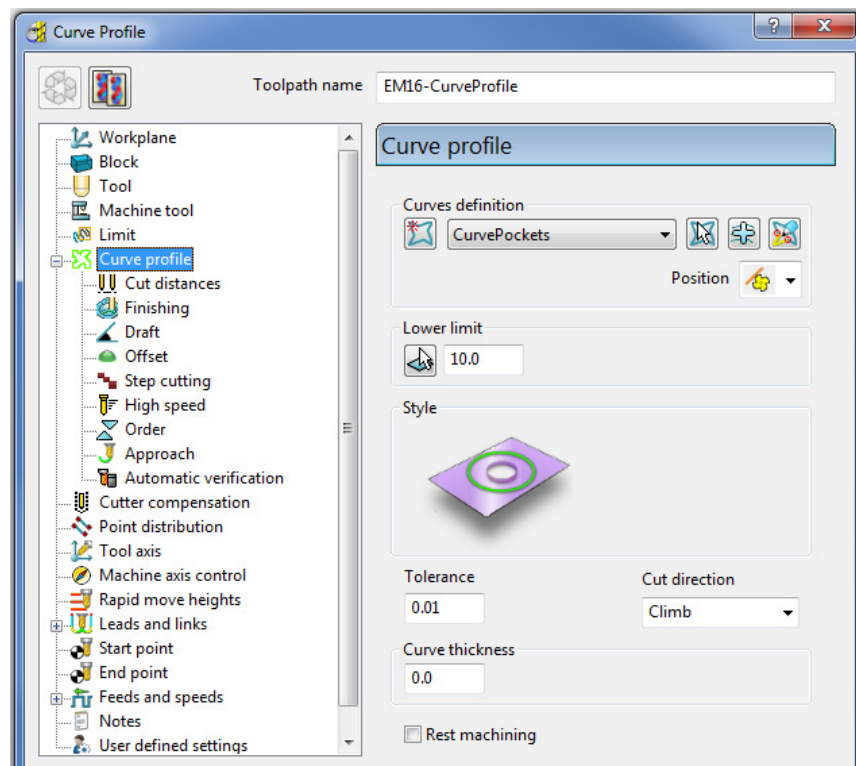 Curve Profile
Toolpath name
EM16-CurveProfile
Workplane
Block
Tool
Machine tool
Limit
Curve profile
Cut distances
Finishing
Draft
Offset
Step cutting
High speed
Order
Approach
Automatic verification
Cutter compensation
Point distribution
Tool axis
Machine axis control
Rapid move heights
Leads and links
Start point
End point
Feeds and speeds
Notes
User defined settings
Curve profile
Curves definition
CurvePockets
Position
Lower limit
10.0
Style
Tolerance
Cut direction
0.01
Climb
Curve thickness
0.0
Rest machining